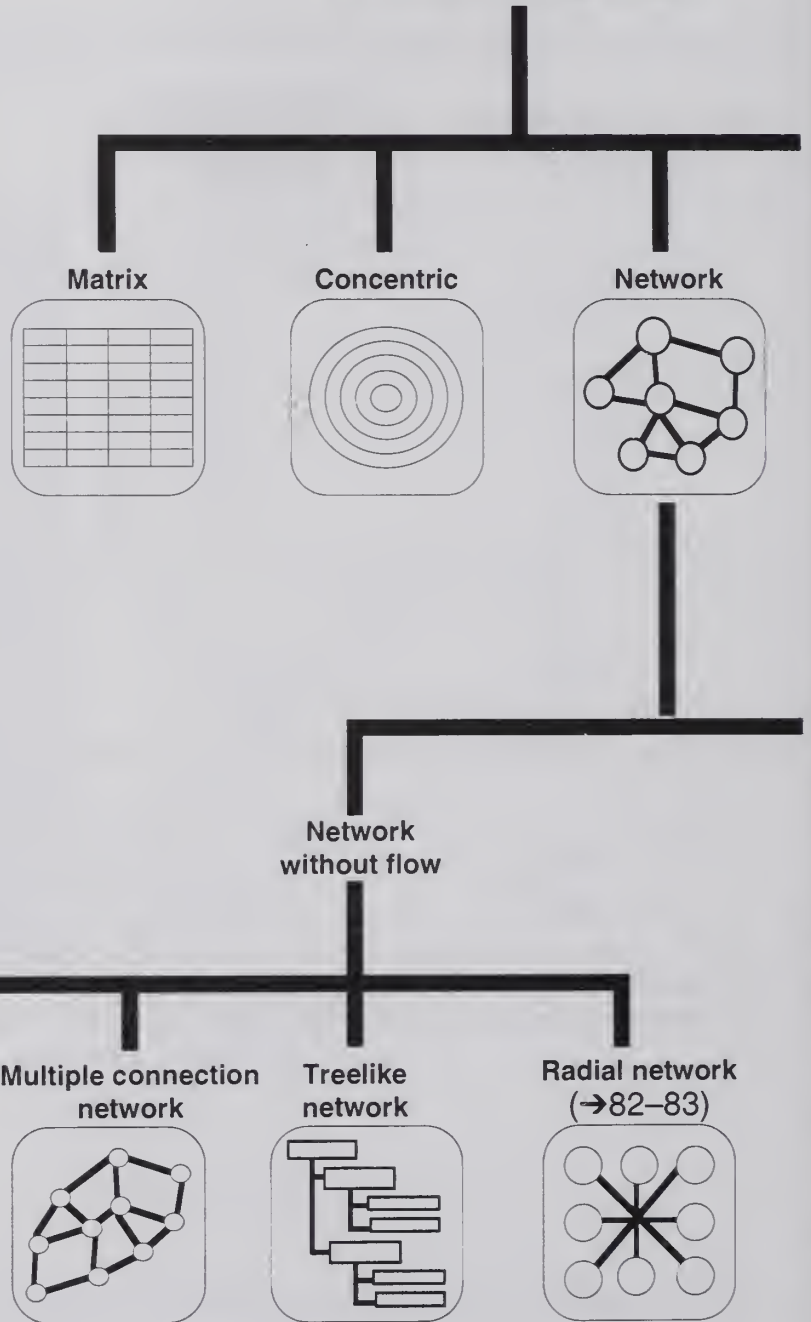 Matrix
Concentric
Network
Network
without flow
Multiple connection
network
Treelike
network
Radial network
(→82–83)